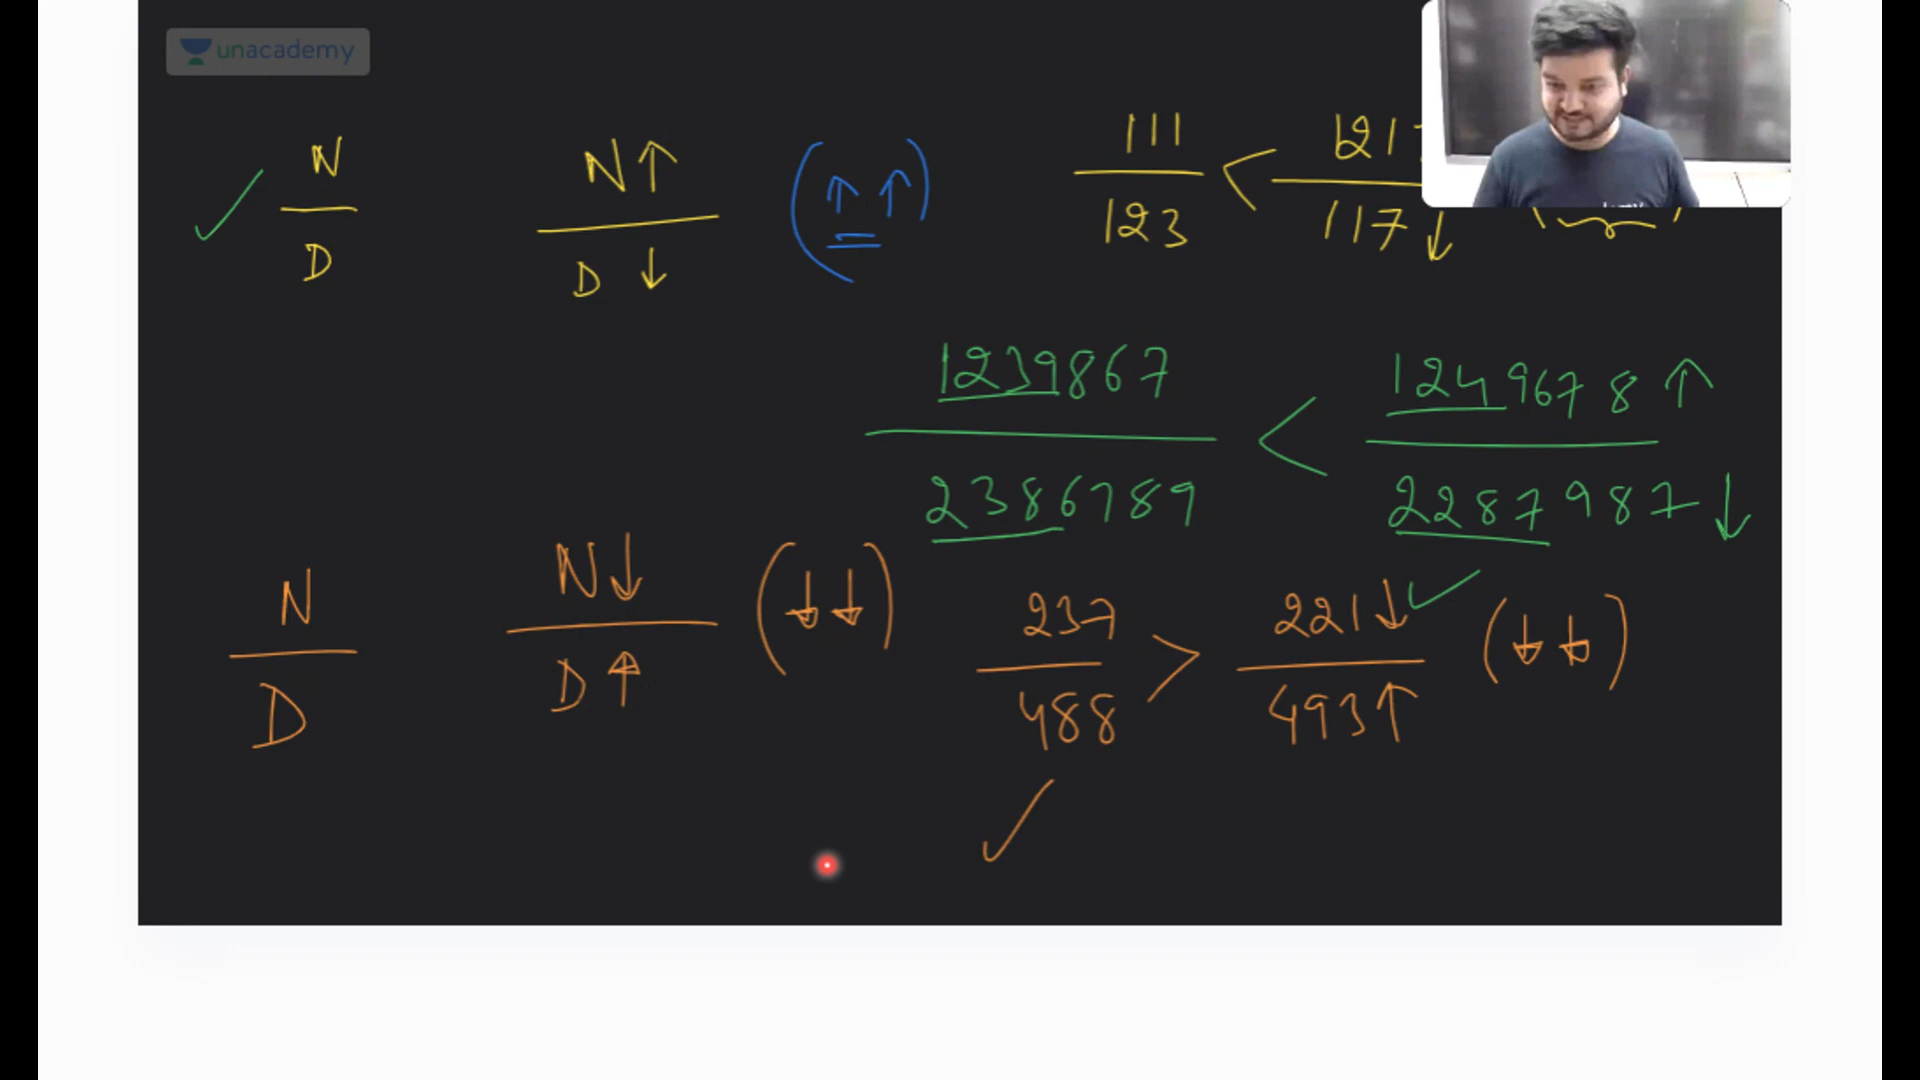 unacademy
N/D N↑/D↓ (↑↑) 111/123 < 121/117↓
1239867/2386789 < 1249678↑/2287987↓
N/D N↓/D↑ (↓↓) 237/488 > 221↓/493↑ (↓↓)